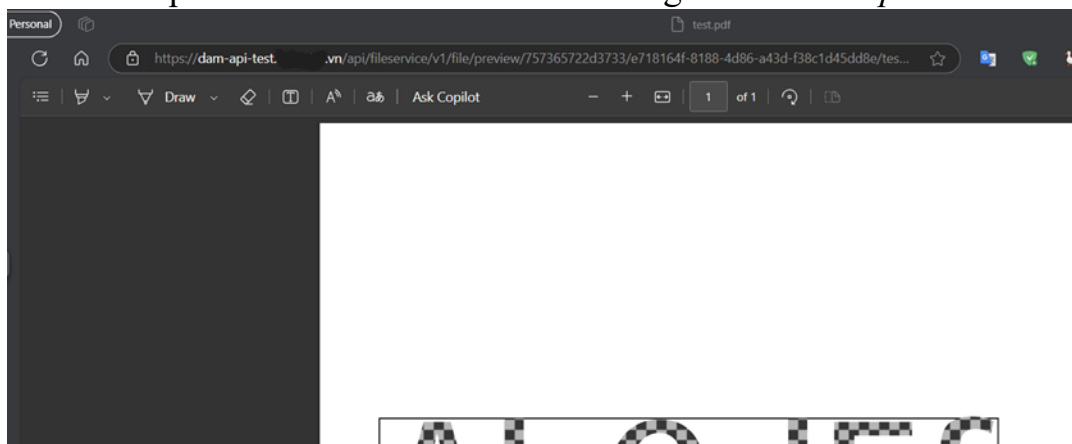 Personal
test.pdf
https://dam-api-test. .vn/api/fileservice/v1/file/preview/757365722d3733/e718164f-8188-4d86-a43d-f38c1d45dd8e/tes...
Draw
Ask Copilot
1 of 1